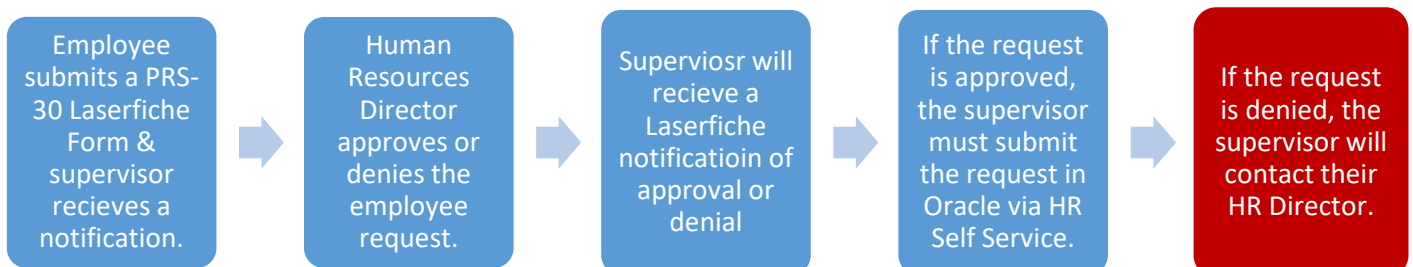 Employee
submits a PRS-
30 Laserfiche
Form &
supervisor
recieves a
notification.
Human
Resources
Director
approves or
denies the
employee
request.
Superviosr will
recieve a
Laserfiche
notificatioin of
approval or
denial
If the request
is approved,
the supervisor
must submit
the request in
Oracle via HR
Self Service.
If the request
is denied, the
supervisor will
contact their
HR Director.